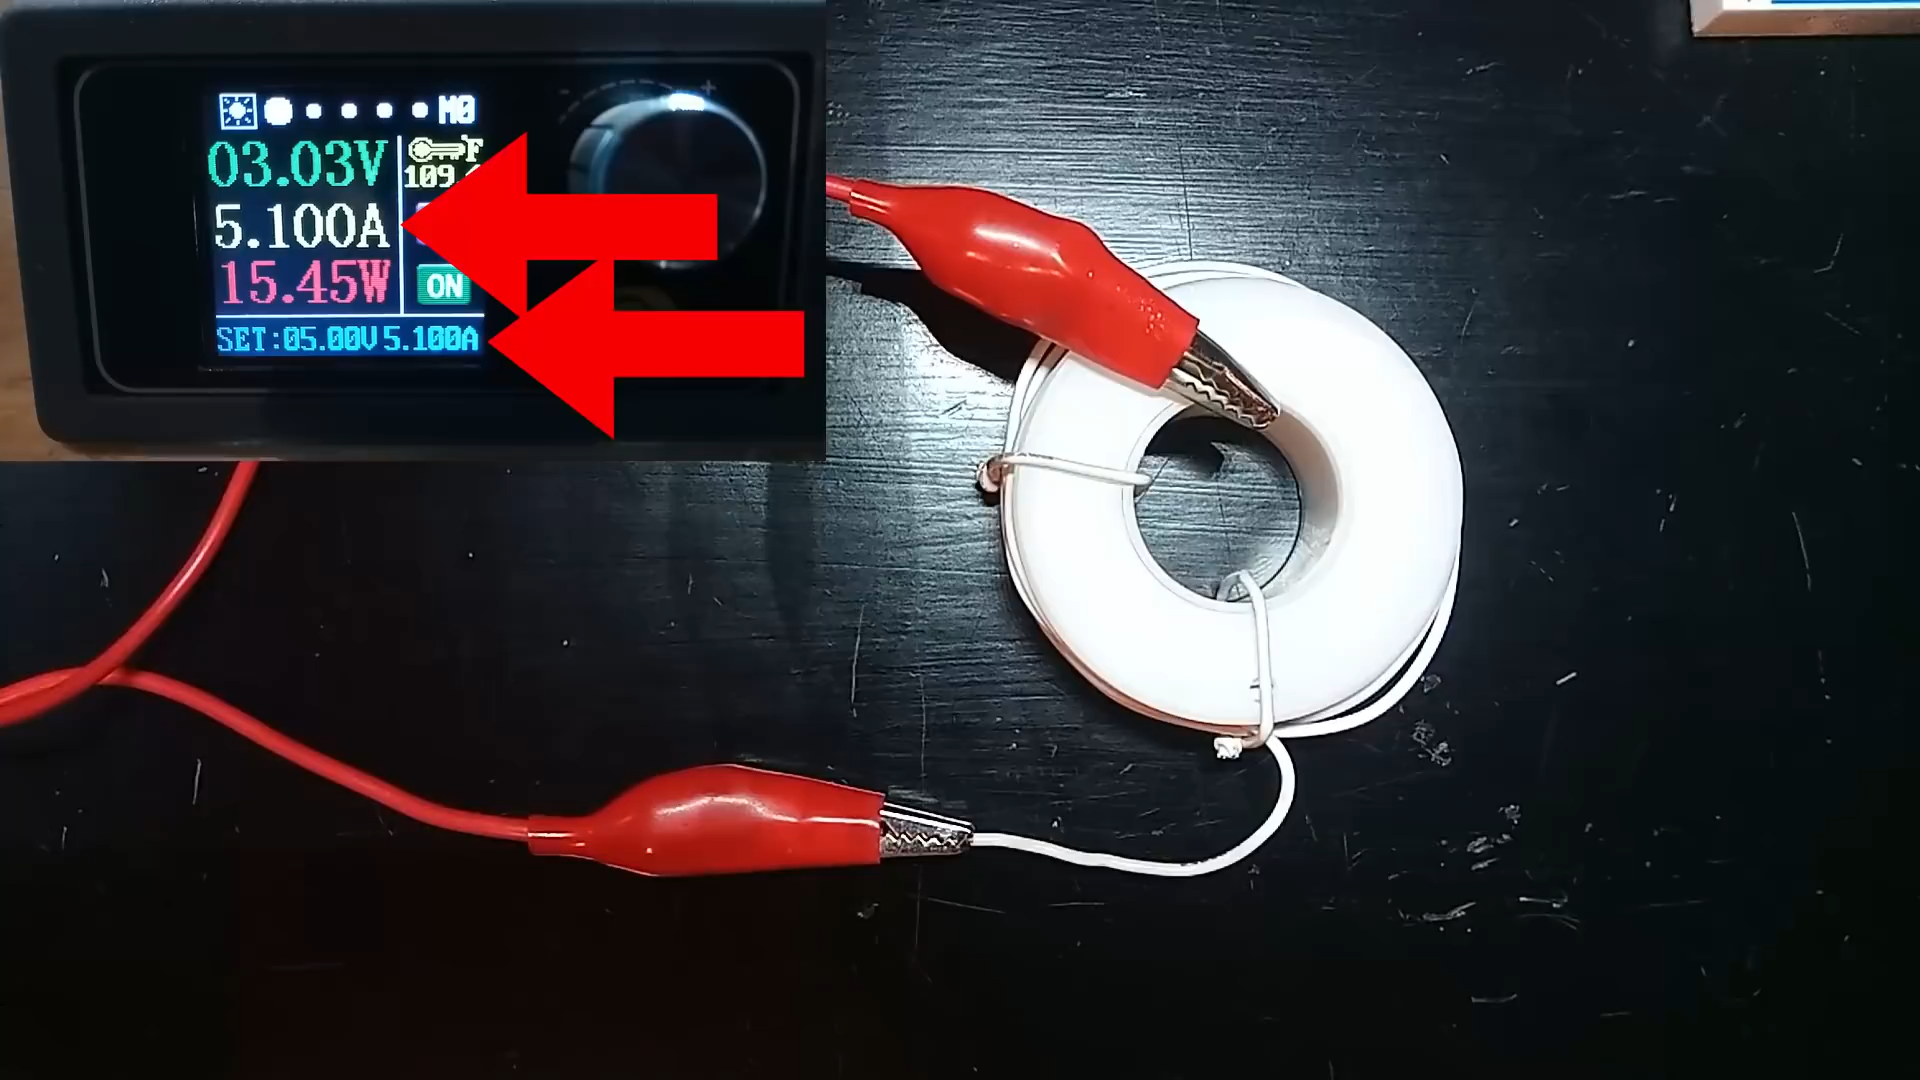 M0
03.03V
F
109.
5.100A
15.45W
ON
SET:05.00V 5.100A